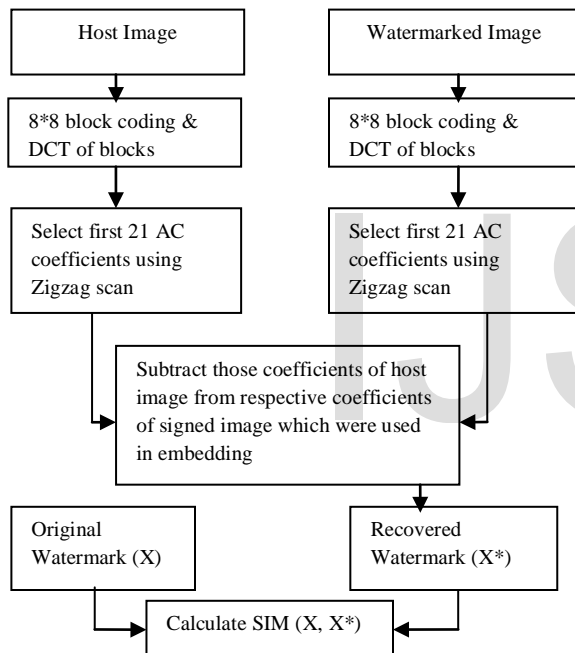 Host Image
Watermarked Image
8*8 block coding &
DCT of blocks
8*8 block coding &
DCT of blocks
Select first 21 AC
coefficients using
Zigzag scan
Select first 21 AC
coefficients using
Zigzag scan
Subtract those coefficients of host
image from respective coefficients
of signed image which were used
in embedding
Original
Watermark (X)
Recovered
Watermark (X*)
Calculate SIM (X, X*)
IJS